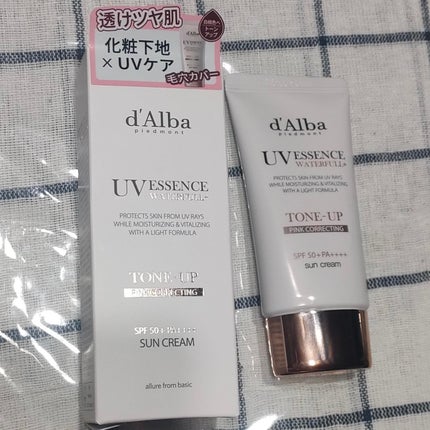 透けツヤ肌
化粧下地
×UVケア
毛穴カバー
d'Alba
piedmont
UV ESSENCE
WATERFULL+
PROTECTS SKIN FROM UV RAYS
WHILE MOISTURIZING & VITALIZING
WITH A LIGHT FORMULA
TONE-UP
PINK CORRECTING
SPF 50+PA++++
SUN CREAM
allure from basic
d'Alba
piedmont
UV ESSENCE
WATERFULL+
PROTECTS SKIN FROM UV RAYS
WHILE MOISTURIZING & VITALIZING
WITH A LIGHT FORMULA
TONE-UP
PINK CORRECTING
SPF 50+PA++++
sun cream